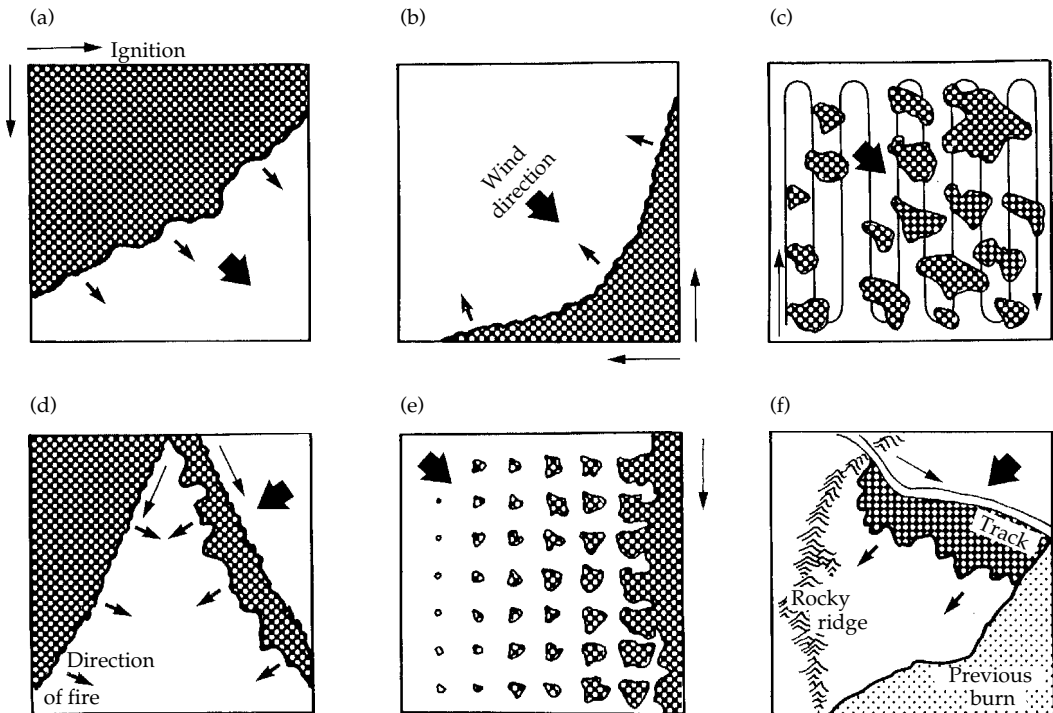 (a)
Ignition
(b)
Wind
direction
(c)
(d)
Direction
of fire
(e)
(f)
Track
Rocky
ridge
Previous
burn